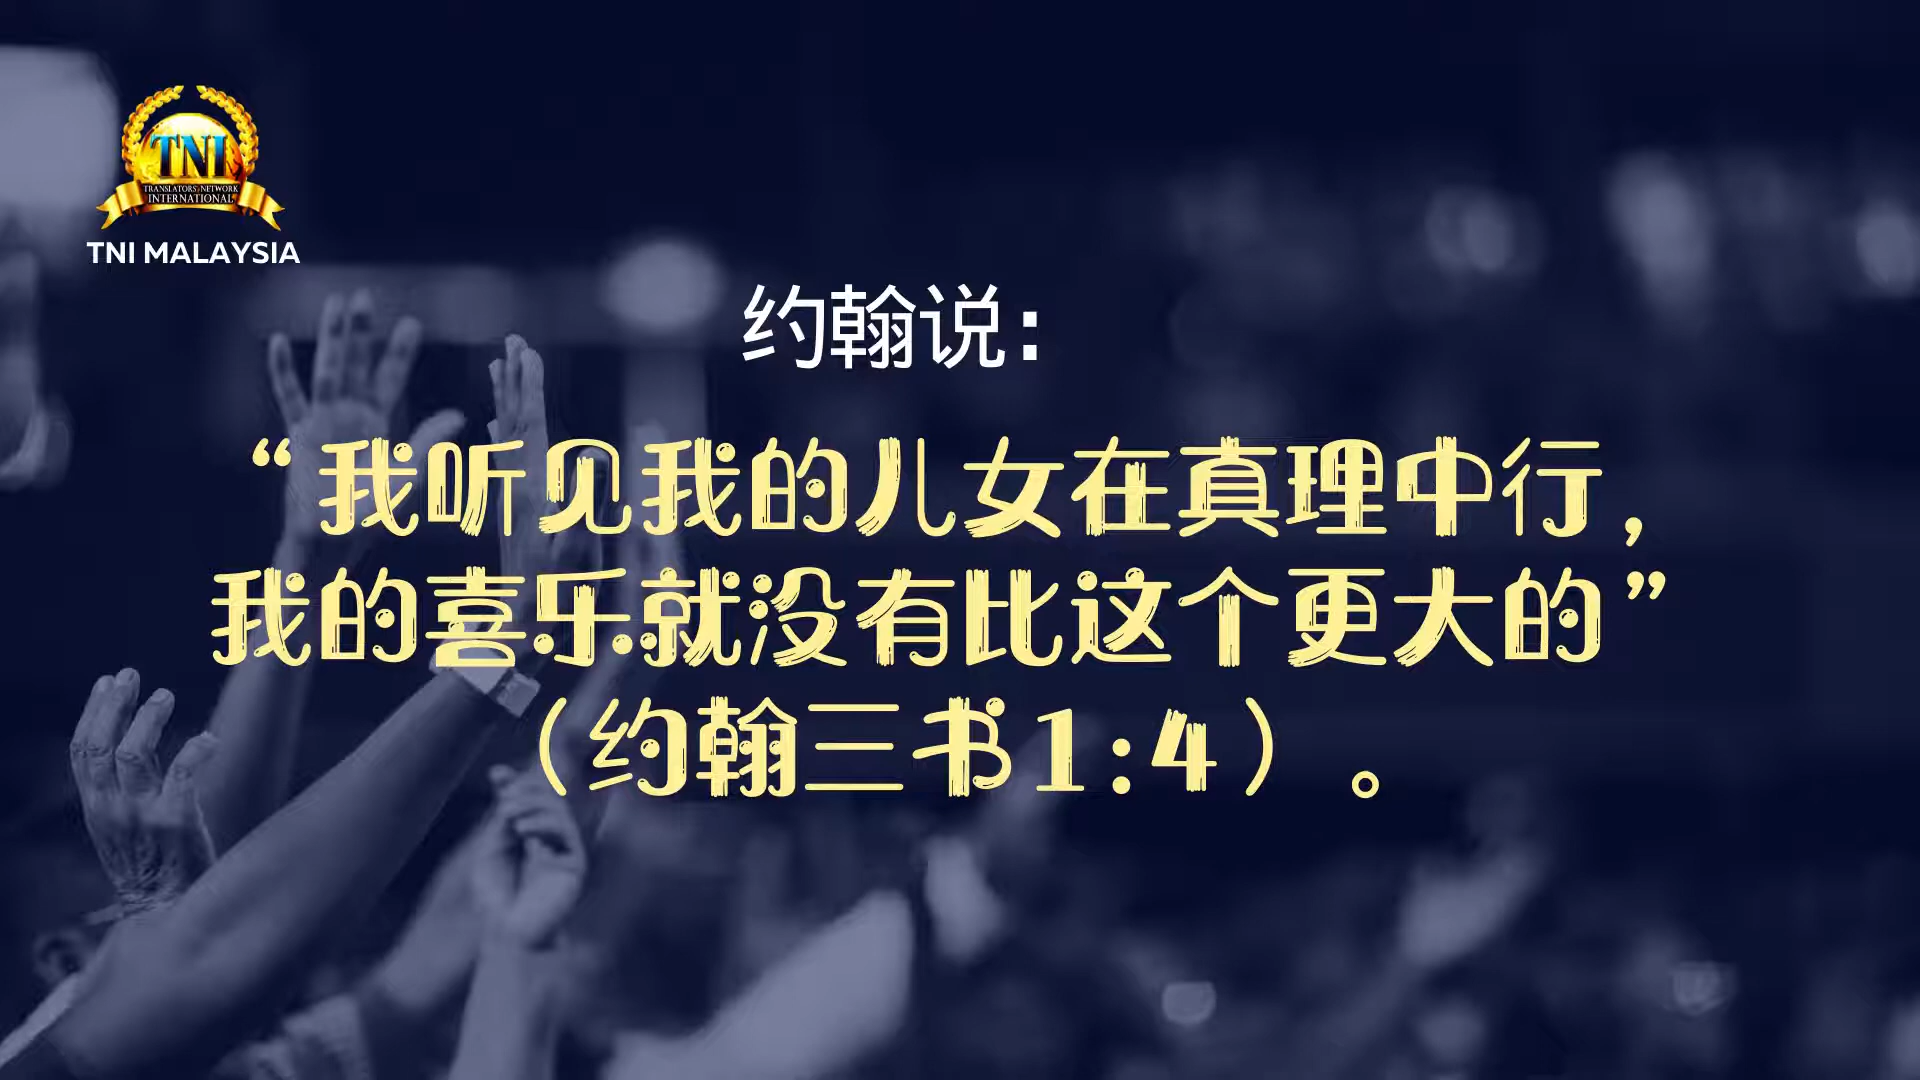 TNI
TRANSLATORS NETWORK
INTERNATIONAL
TNI MALAYSIA
约翰说：
“我听见我的儿女在真理中行，
我的喜乐就没有比这个更大的”
（约翰三书1:4）。